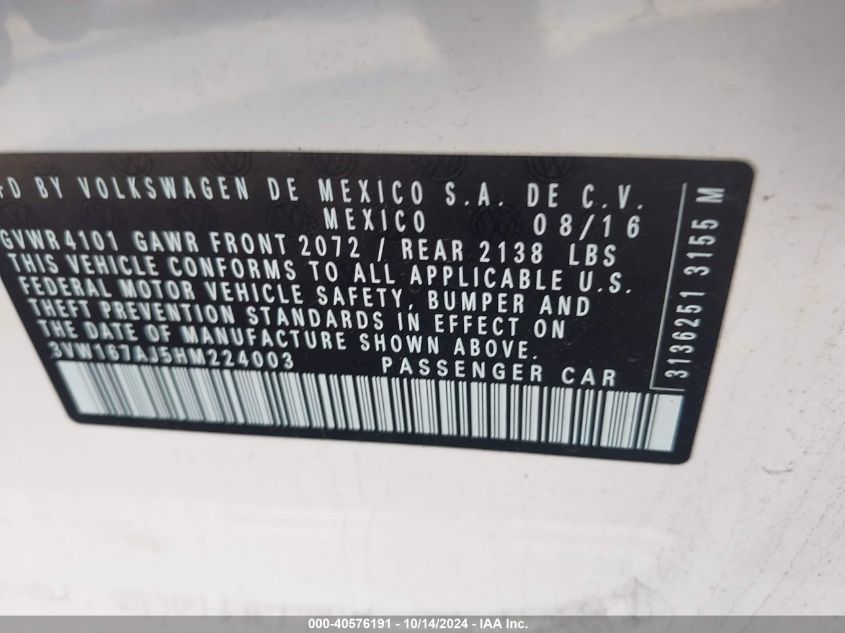 FD BY VOLKSWAGEN DE MEXICO S.A. DE C.V.
MEXICO 08/16
GVWR 4101 GAWR FRONT 2072 / REAR 2138 LBS
THIS VEHICLE CONFORMS TO ALL APPLICABLE U.S.
FEDERAL MOTOR VEHICLE SAFETY, BUMPER AND
THEFT PREVENTION STANDARDS IN EFFECT ON
THE DATE OF MANUFACTURE SHOWN ABOVE.
3VW167AJ5HM224003 PASSENGER CAR
3136251 3155 M
000-40576191 - 10/14/2024 - IAA Inc.